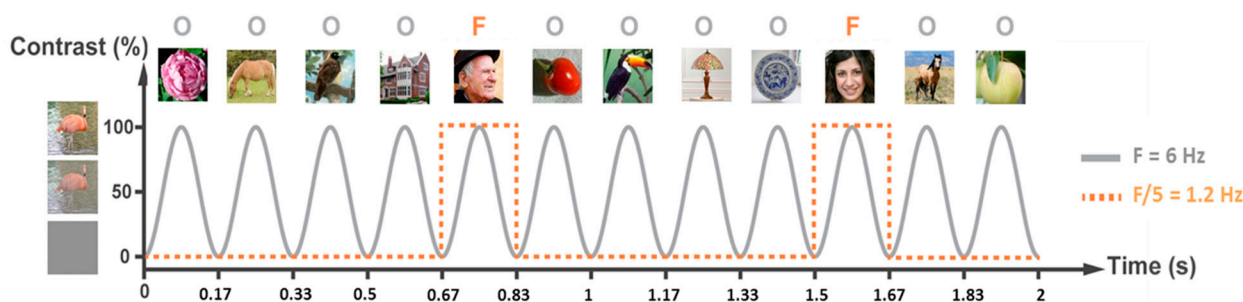 O O O O F O O O O F O O
Contrast (%)
100
50
0
F = 6 Hz
F/5 = 1.2 Hz
Time (s)
0 0.17 0.33 0.5 0.67 0.83 1 1.17 1.33 1.5 1.67 1.83 2